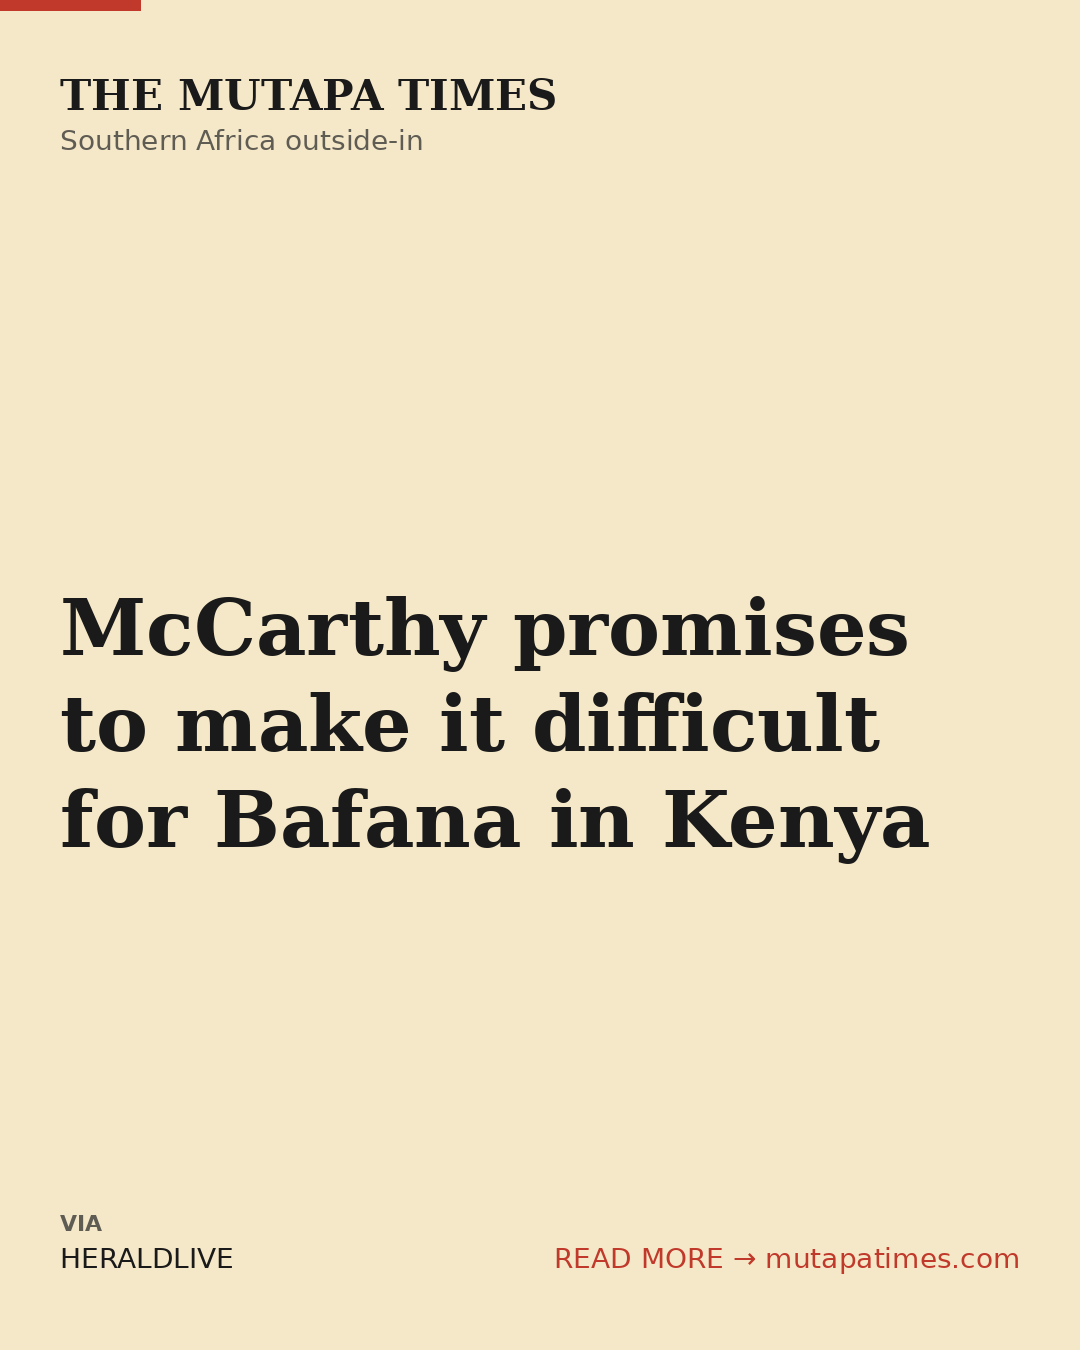 THE MUTAPA TIMES
Southern Africa outside-in
McCarthy promises
to make it difficult
for Bafana in Kenya
VIA
HERALDLIVE
READ MORE → mutapatimes.com